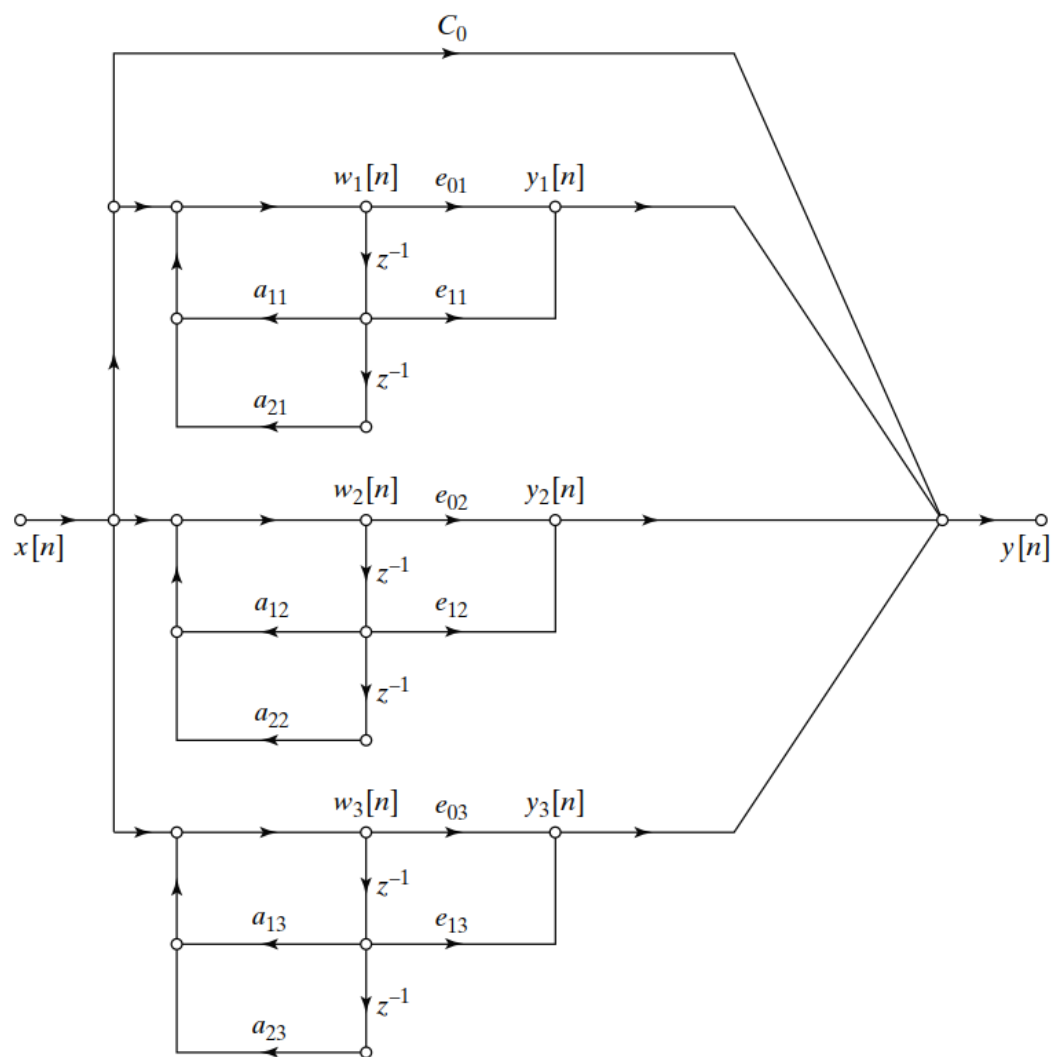 C₀
w₁[n] e₀₁ y₁[n]
z⁻¹
a₁₁ e₁₁
z⁻¹
a₂₁
w₂[n] e₀₂ y₂[n]
x[n] y[n]
z⁻¹
a₁₂ e₁₂
z⁻¹
a₂₂
w₃[n] e₀₃ y₃[n]
z⁻¹
a₁₃ e₁₃
z⁻¹
a₂₃